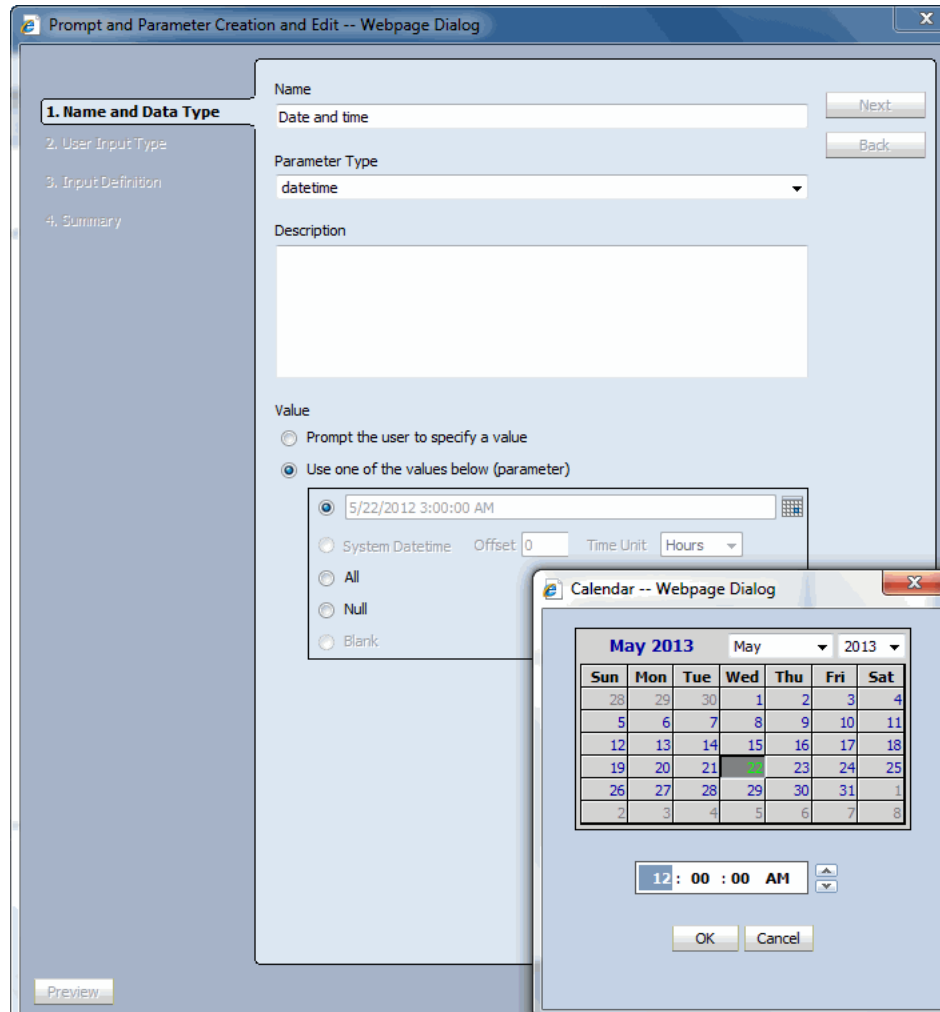 Prompt and Parameter Creation and Edit -- Webpage Dialog
x
1. Name and Data Type
2. User Input Type
3. Input Definition
4. Summary
Name
Date and time
Next
Back
Parameter Type
datetime
Description
Value
Prompt the user to specify a value
Use one of the values below (parameter)
5/22/2012 3:00:00 AM
System Datetime Offset 0 Time Unit Hours
All
Null
Blank
Calendar -- Webpage Dialog
x
May 2013 May 2013
Sun Mon Tue Wed Thu Fri Sat
28 29 30 1 2 3 4
5 6 7 8 9 10 11
12 13 14 15 16 17 18
19 20 21 22 23 24 25
26 27 28 29 30 31 1
2 3 4 5 6 7 8
12 : 00 : 00 AM
OK Cancel
Preview